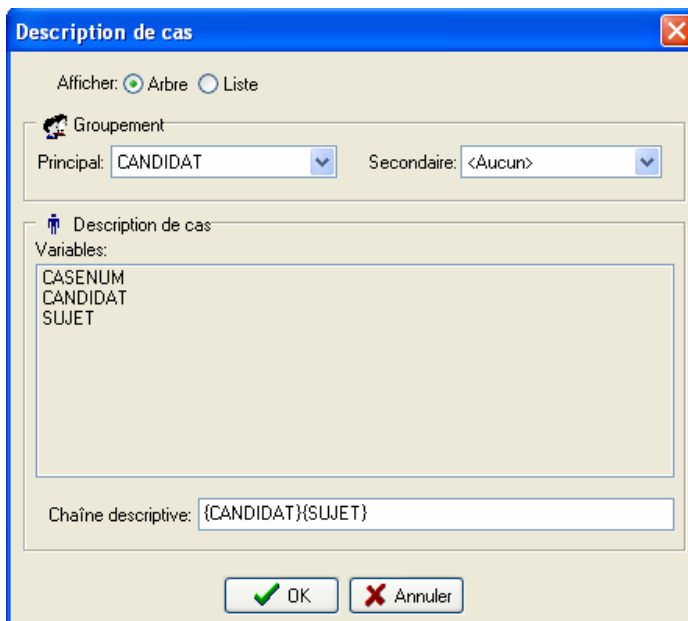 Description de cas
Afficher: Arbre Liste
Groupement
Principal: CANDIDAT Secondaire: <Aucun>
Description de cas
Variables:
CASENUM
CANDIDAT
SUJET
Chaîne descriptive: {CANDIDAT}{SUJET}
OK Annuler